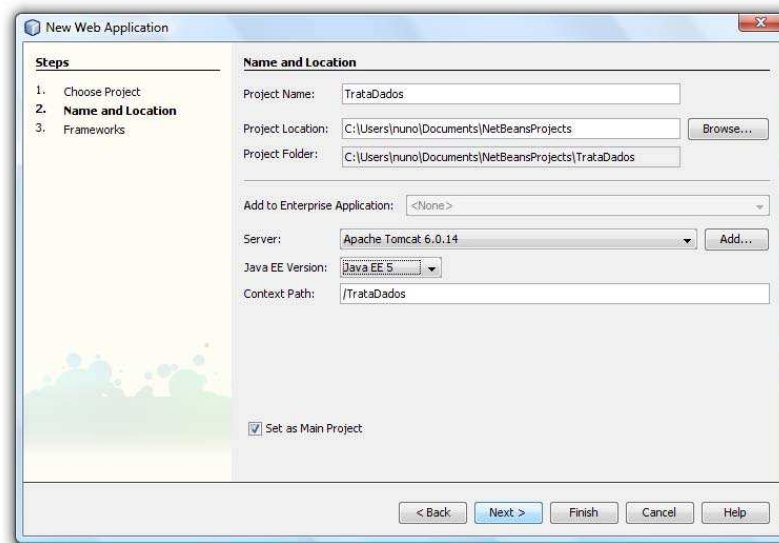 New Web Application
Steps
1. Choose Project
2. Name and Location
3. Frameworks
Name and Location
Project Name: TrataDados
Project Location: C:\Users\nuno\Documents\NetBeansProjects Browse...
Project Folder: C:\Users\nuno\Documents\NetBeansProjects\TrataDados
Add to Enterprise Application: <None>
Server: Apache Tomcat 6.0.14 Add...
Java EE Version: Java EE 5
Context Path: /TrataDados
Set as Main Project
< Back Next > Finish Cancel Help